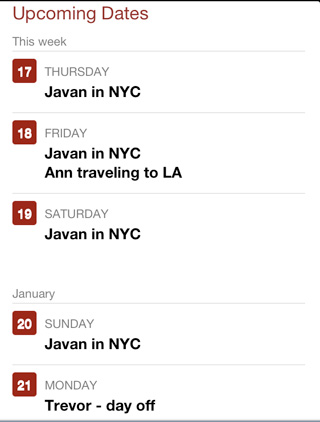 Upcoming Dates
This week
17 THURSDAY
Javan in NYC
18 FRIDAY
Javan in NYC
Ann traveling to LA
19 SATURDAY
Javan in NYC
January
20 SUNDAY
Javan in NYC
21 MONDAY
Trevor - day off